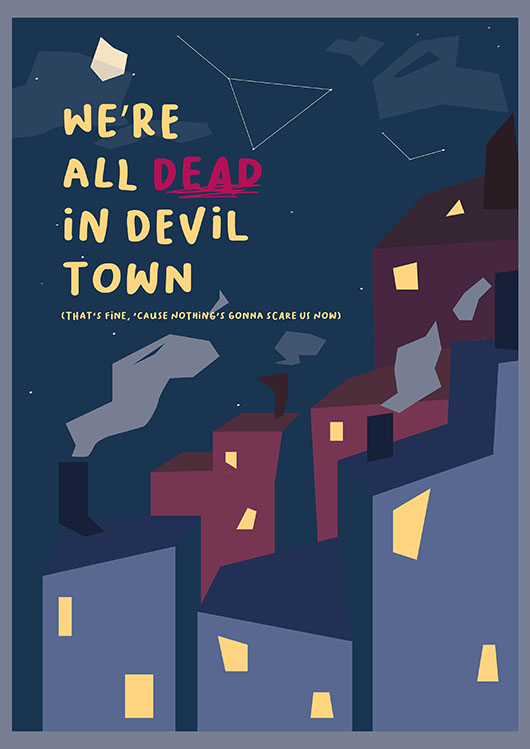 WE'RE
ALL DEAD
iN DEViL
TOWN
(THAT'S FiNE, 'CAUSE NOTHiNG'S GONNA SCARE US NOW)